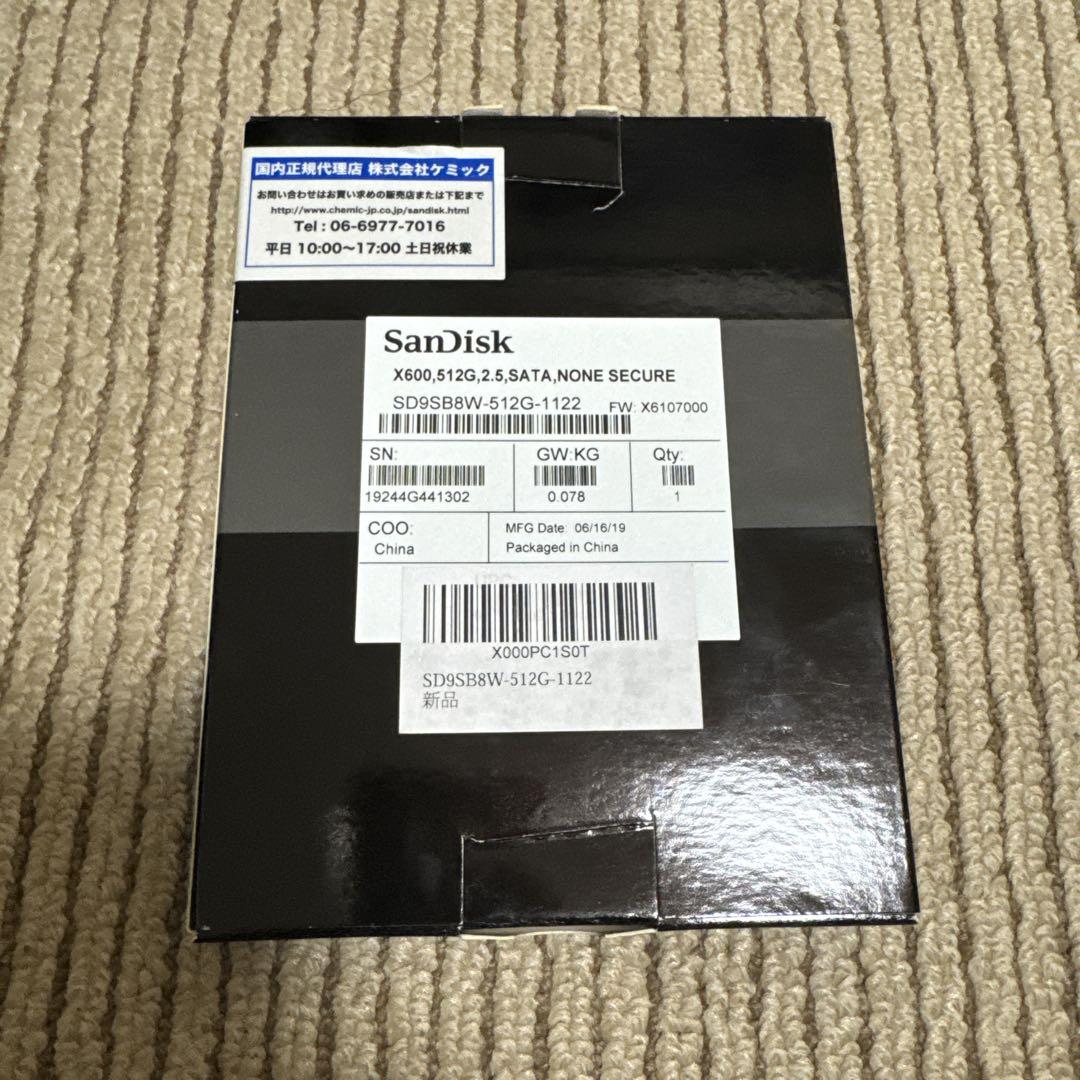 国内正規代理店 株式会社ケミック
お問い合わせはお買い求めの販売店または下記まで
http://www.chemic-jp.co.jp/sandisk.html
Tel : 06-6977-7016
平日 10:00〜17:00 土日祝休業
SanDisk
X600,512G,2.5,SATA,NONE SECURE
SD9SB8W-512G-1122 FW: X6107000
SN: GW:KG Qty:
19244G441302 0.078 1
COO: MFG Date: 06/16/19
China Packaged in China
X000PC1S0T
SD9SB8W-512G-1122
新品